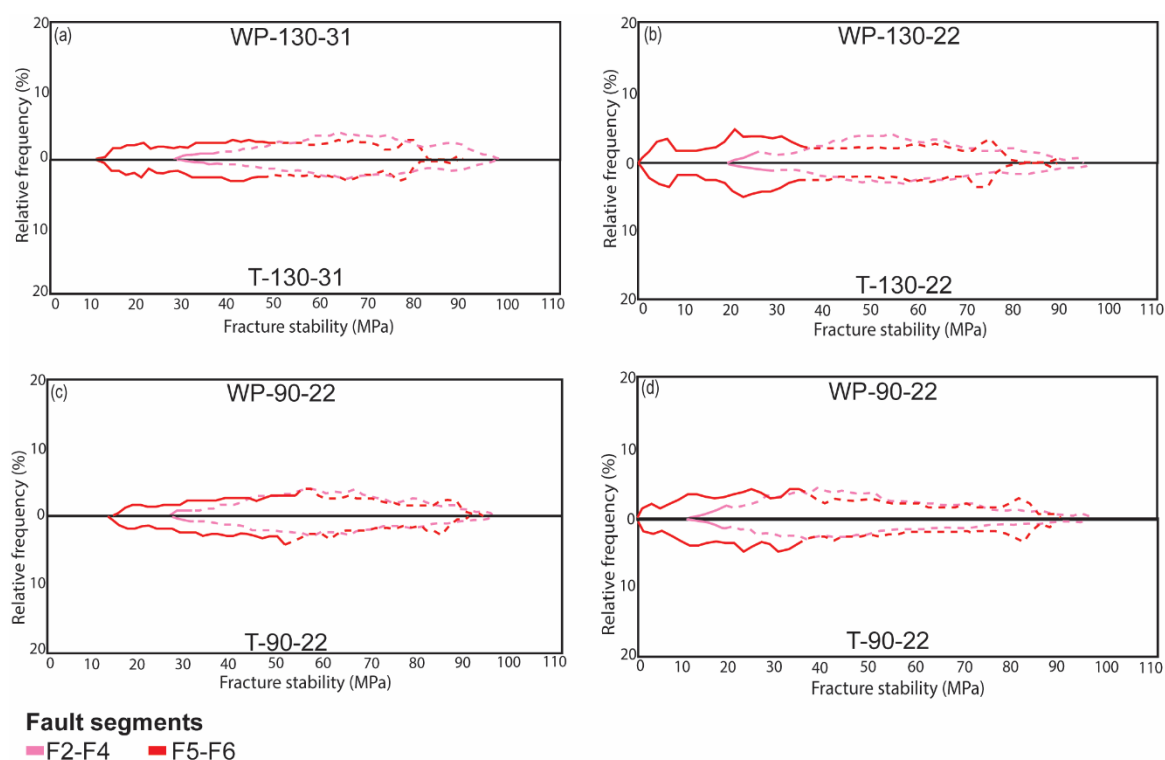 (a) WP-130-31
20
10
0
10
20
Relative frequency (%)
T-130-31
0 10 20 30 40 50 60 70 80 90 100 110
Fracture stability (MPa)
(b) WP-130-22
20
10
0
10
20
Relative frequency (%)
T-130-22
0 10 20 30 40 50 60 70 80 90 100 110
Fracture stability (MPa)
(c) WP-90-22
20
10
0
10
20
Relative frequency (%)
T-90-22
0 10 20 30 40 50 60 70 80 90 100 110
Fracture stability (MPa)
(d) WP-90-22
20
10
0
10
20
Relative frequency (%)
T-90-22
0 10 20 30 40 50 60 70 80 90 100 110
Fracture stability (MPa)
Fault segments
F2-F4 F5-F6